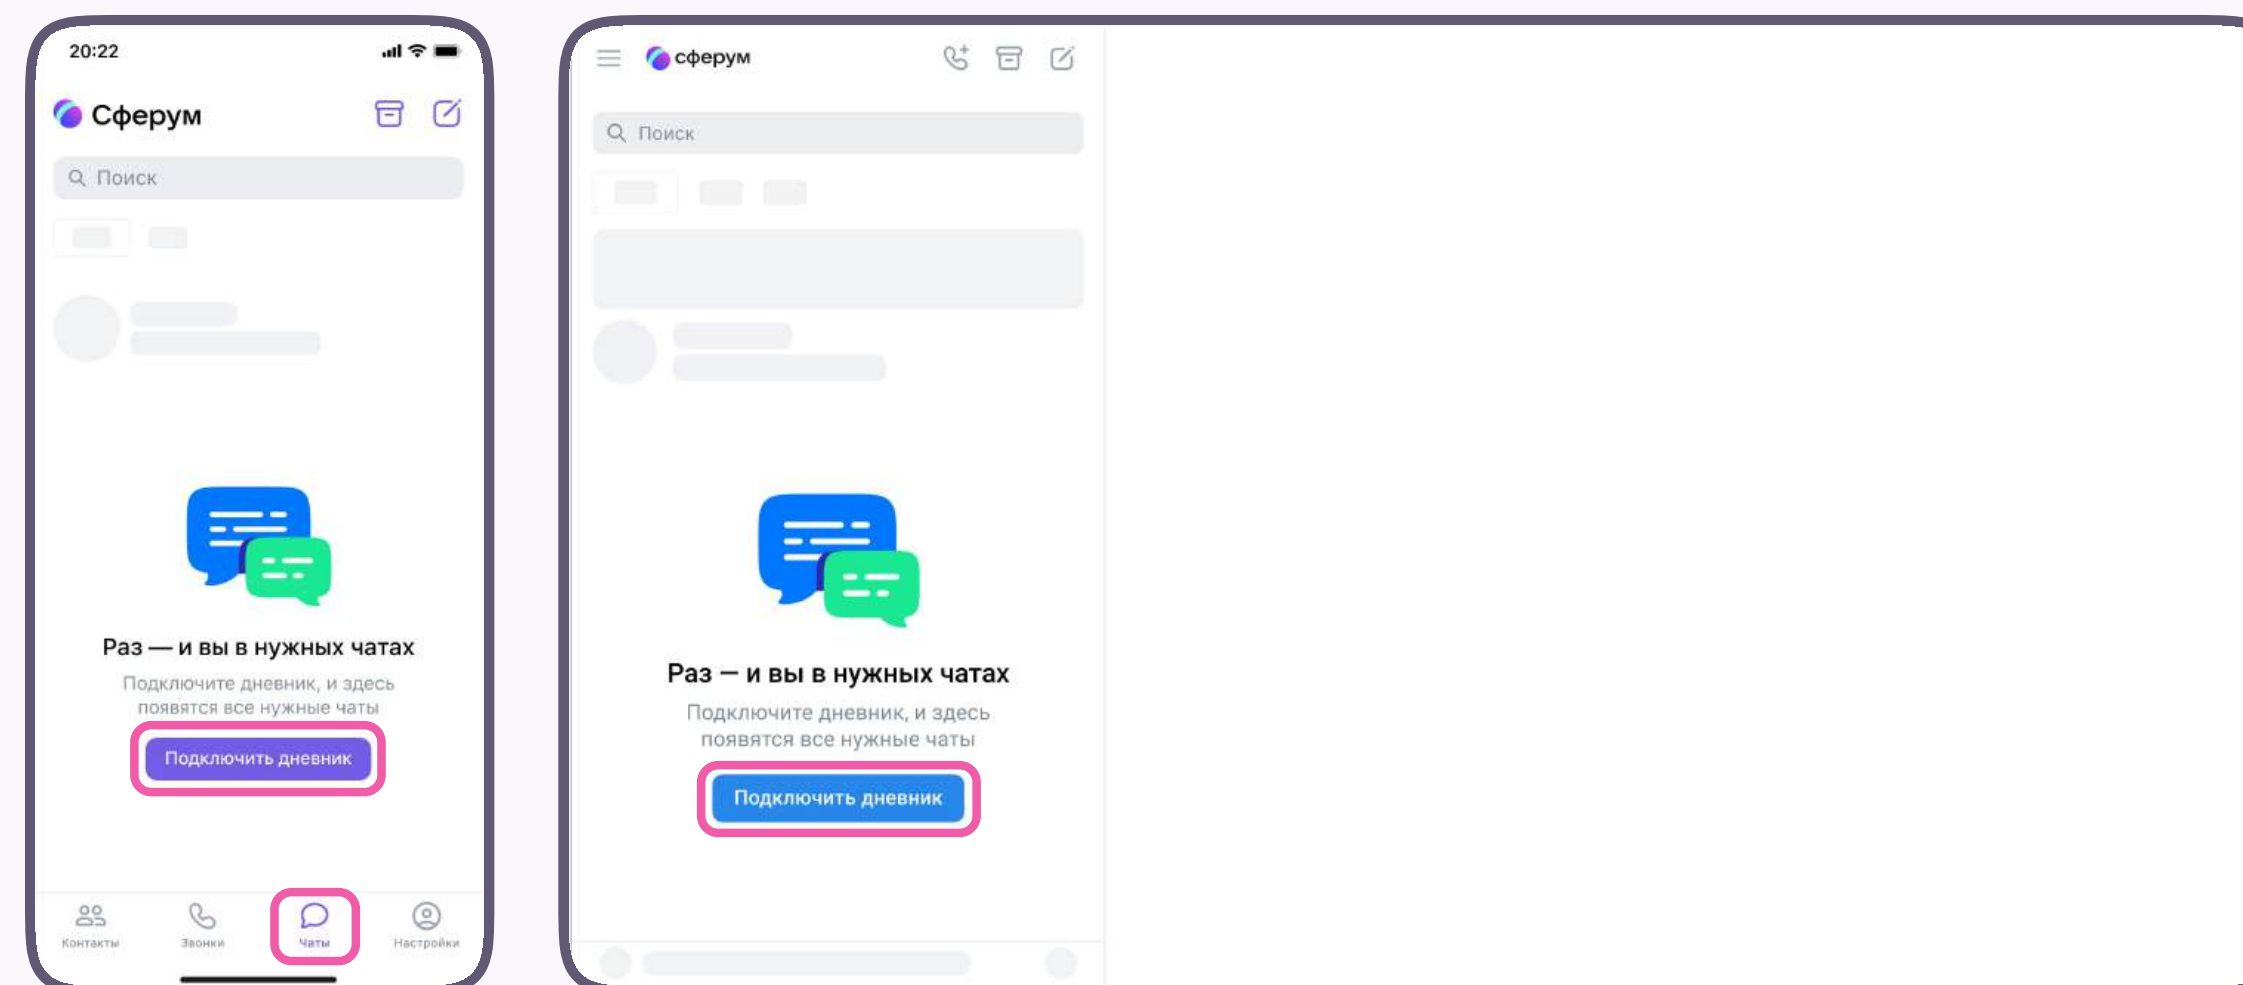 20:22
Сферум
Поиск
Раз — и вы в нужных чатах
Подключите дневник, и здесь
появятся все нужные чаты
Подключить дневник
Контакты
Звонки
Чаты
Настройки
сферум
Поиск
Раз — и вы в нужных чатах
Подключите дневник, и здесь
появятся все нужные чаты
Подключить дневник